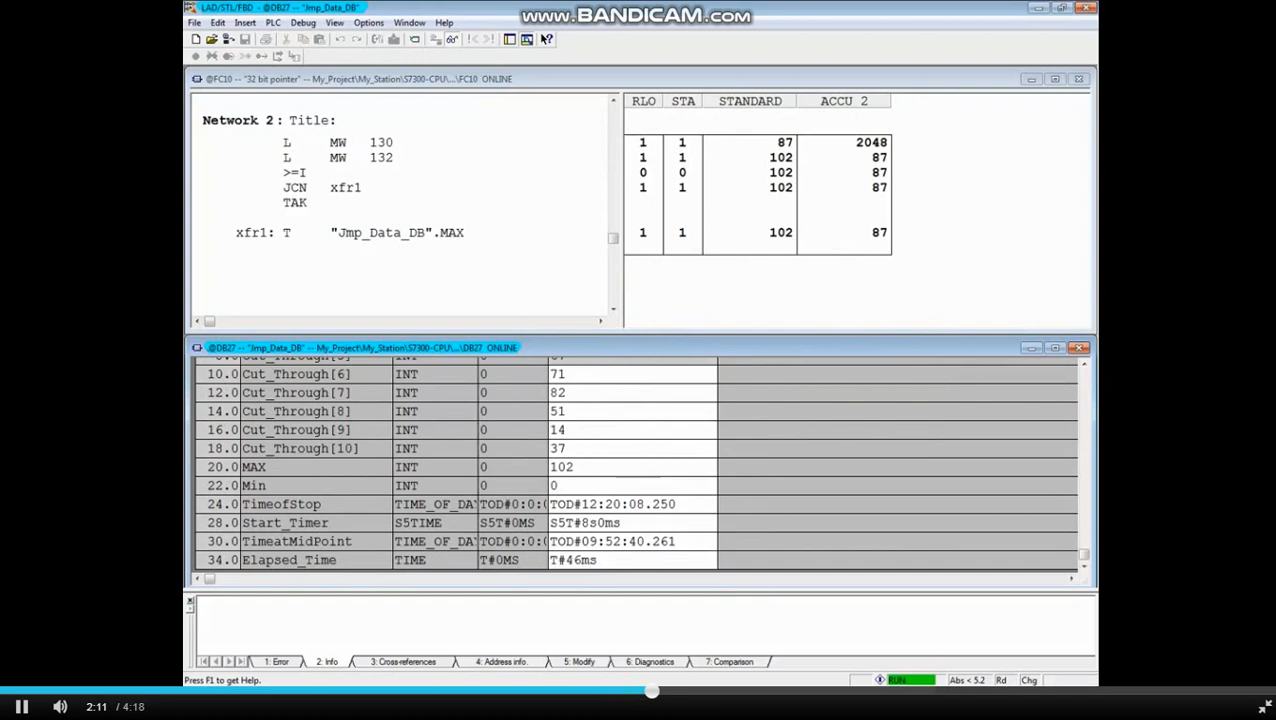 LAD/STL/FBD - @DB27 -- "Jmp_Data_DB"
www.BANDICAM.com
File Edit Insert PLC Debug View Options Window Help
@FC10 -- "32 bit pointer" -- My_Project\My_Station\S7300-CPU\...\FC10 ONLINE
RLO STA STANDARD ACCU 2
Network 2: Title:
L MW 130 1 1 87 2048
L MW 132 1 1 102 87
>=I 0 0 102 87
JCN xfr1 1 1 102 87
TAK
xfr1: T "Jmp_Data_DB".MAX 1 1 102 87
@DB27 -- "Jmp_Data_DB" -- My_Project\My_Station\S7300-CPU\...\DB27 ONLINE
10.0 Cut_Through[6] INT 0 71
12.0 Cut_Through[7] INT 0 82
14.0 Cut_Through[8] INT 0 51
16.0 Cut_Through[9] INT 0 14
18.0 Cut_Through[10] INT 0 37
20.0 MAX INT 0 102
22.0 Min INT 0 0
24.0 TimeofStop TIME_OF_DAY TOD#0:0:0 TOD#12:20:08.250
28.0 Start_Timer S5TIME S5T#0MS S5T#8s0ms
30.0 TimeatMidPoint TIME_OF_DAY TOD#0:0:0 TOD#09:52:40.261
34.0 Elapsed_Time TIME T#0MS T#46ms
1: Error 2: Info 3: Cross-references 4: Address info. 5: Modify 6: Diagnostics 7: Comparison
Press F1 to get Help. RUN Abs < 5.2 Rd Chg
2:11 / 4:18